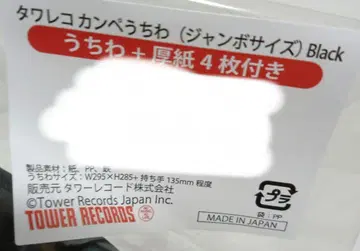 タワレコ カンペうちわ（ジャンボサイズ）Black
うちわ＋厚紙４枚付き
製品素材：紙、PP、鉄
うちわサイズ：W295×H285+ 持ち手 135mm 程度
販売元 タワーレコード株式会社
©Tower Records Japan Inc.
TOWER RECORDS
プラ
袋：PP
MADE IN JAPAN